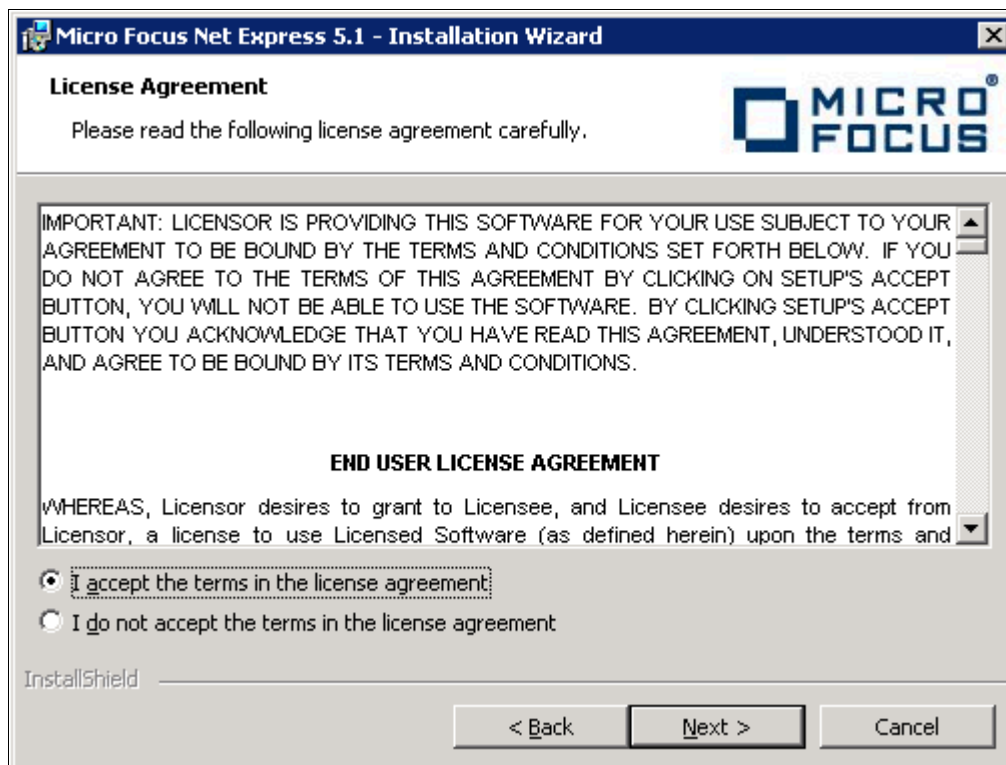 Micro Focus Net Express 5.1 - Installation Wizard
License Agreement
Please read the following license agreement carefully.
MICRO
FOCUS
®
IMPORTANT: LICENSOR IS PROVIDING THIS SOFTWARE FOR YOUR USE SUBJECT TO YOUR
AGREEMENT TO BE BOUND BY THE TERMS AND CONDITIONS SET FORTH BELOW. IF YOU
DO NOT AGREE TO THE TERMS OF THIS AGREEMENT BY CLICKING ON SETUP'S ACCEPT
BUTTON, YOU WILL NOT BE ABLE TO USE THE SOFTWARE. BY CLICKING SETUP'S ACCEPT
BUTTON YOU ACKNOWLEDGE THAT YOU HAVE READ THIS AGREEMENT, UNDERSTOOD IT,
AND AGREE TO BE BOUND BY ITS TERMS AND CONDITIONS.
END USER LICENSE AGREEMENT
WHEREAS, Licensor desires to grant to Licensee, and Licensee desires to accept from
Licensor, a license to use Licensed Software (as defined herein) upon the terms and
I accept the terms in the license agreement
I do not accept the terms in the license agreement
InstallShield
< Back
Next >
Cancel